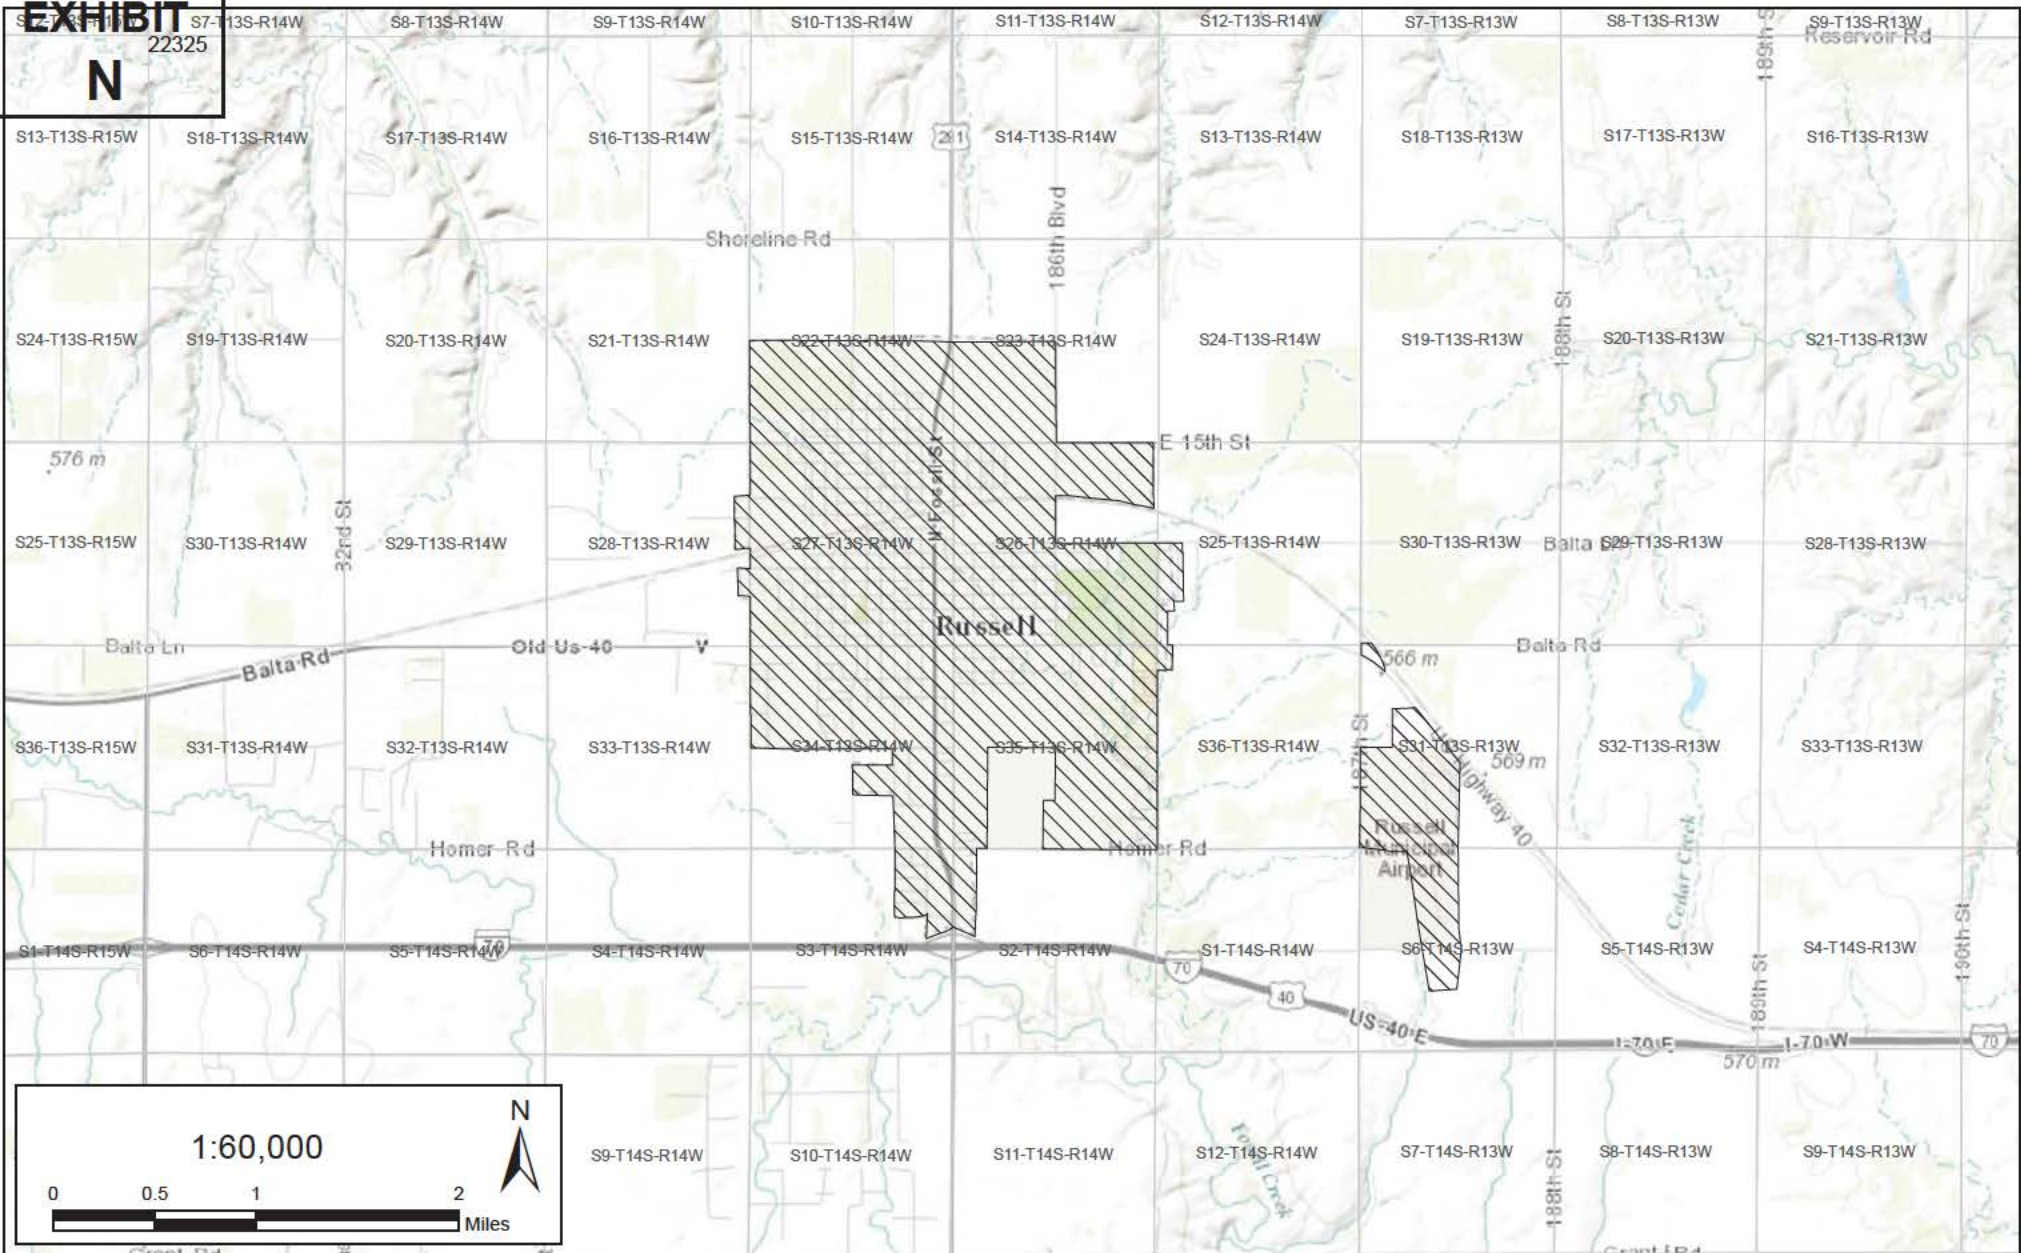 EXHIBIT
22325
N
S7-T13S-R14W
S8-T13S-R14W
S9-T13S-R14W
S10-T13S-R14W
S11-T13S-R14W
S12-T13S-R14W
S7-T13S-R13W
S8-T13S-R13W
S9-T13S-R13W
Reservoir Rd
S13-T13S-R15W
S18-T13S-R14W
S17-T13S-R14W
S16-T13S-R14W
S15-T13S-R14W
281
S14-T13S-R14W
S13-T13S-R14W
S18-T13S-R13W
S17-T13S-R13W
S16-T13S-R13W
186th Blvd
Shoreline Rd
188th St
S24-T13S-R15W
S19-T13S-R14W
S20-T13S-R14W
S21-T13S-R14W
S22-T13S-R14W
S23-T13S-R14W
S24-T13S-R14W
S19-T13S-R13W
S20-T13S-R13W
S21-T13S-R13W
E 15th St
576 m
N Fossil St
82nd St
S25-T13S-R15W
S30-T13S-R14W
S29-T13S-R14W
S28-T13S-R14W
S27-T13S-R14W
S26-T13S-R14W
S25-T13S-R14W
S30-T13S-R13W
Balta
S29-T13S-R13W
S28-T13S-R13W
Russell
Balta Ln
Balta Rd
Old Us-40
Balta Rd
566 m
187th St
S36-T13S-R15W
S31-T13S-R14W
S32-T13S-R14W
S33-T13S-R14W
S34-T13S-R14W
S35-T13S-R14W
S36-T13S-R14W
S31-T13S-R13W
S32-T13S-R13W
S33-T13S-R13W
569 m
Highway 40
Russell
Municipal
Airport
Homer Rd
Homer Rd
Cedar Creek
190th St
S1-T14S-R15W
S6-T14S-R14W
S5-T14S-R14W
70
S4-T14S-R14W
S3-T14S-R14W
S2-T14S-R14W
70
S1-T14S-R14W
S6-T14S-R13W
S5-T14S-R13W
S4-T14S-R13W
189th St
40
US-40 E
I-70 E
I-70 W
70
570 m
1:60,000
N
0 0.5 1 2
Miles
S9-T14S-R14W
S10-T14S-R14W
S11-T14S-R14W
S12-T14S-R14W
Fossil Creek
S7-T14S-R13W
188th St
S8-T14S-R13W
S9-T14S-R13W